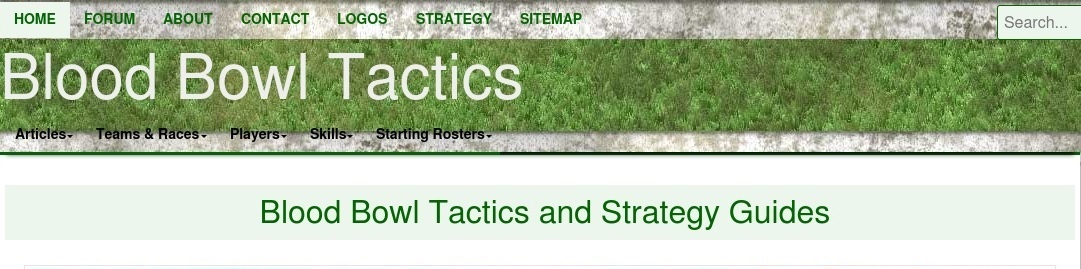 HOME FORUM ABOUT CONTACT LOGOS STRATEGY SITEMAP Search...
Blood Bowl Tactics
Articles Teams & Races Players Skills Starting Rosters
Blood Bowl Tactics and Strategy Guides